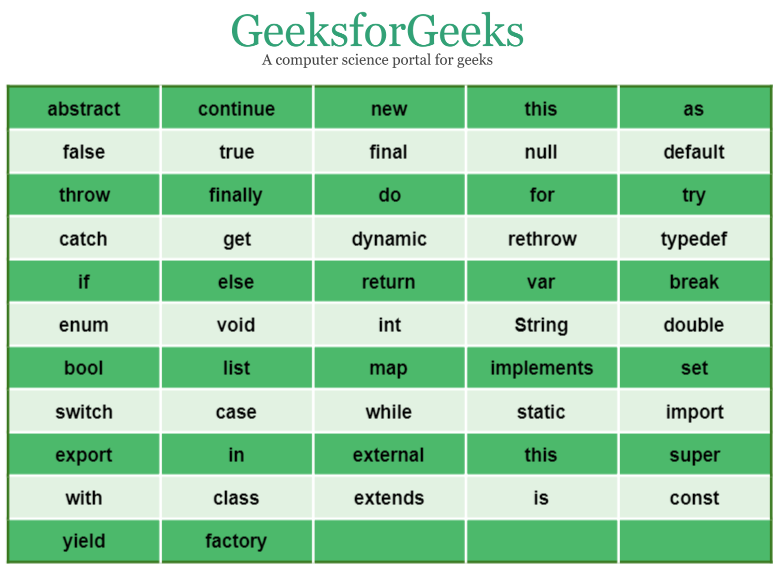 GeeksforGeeks
A computer science portal for geeks
abstract continue new this as
false true final null default
throw finally do for try
catch get dynamic rethrow typedef
if else return var break
enum void int String double
bool list map implements set
switch case while static import
export in external this super
with class extends is const
yield factory